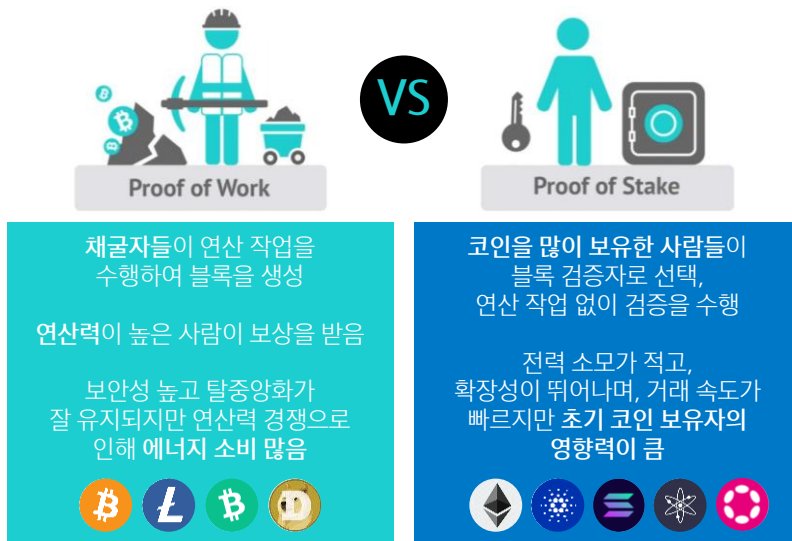 VS
Proof of Work
Proof of Stake
채굴자들이 연산 작업을
수행하여 블록을 생성
연산력이 높은 사람이 보상을 받음
보안성 높고 탈중앙화가
잘 유지되지만 연산력 경쟁으로
인해 에너지 소비 많음
코인을 많이 보유한 사람들이
블록 검증자로 선택,
연산 작업 없이 검증을 수행
전력 소모가 적고,
확장성이 뛰어나며, 거래 속도가
빠르지만 초기 코인 보유자의
영향력이 큼